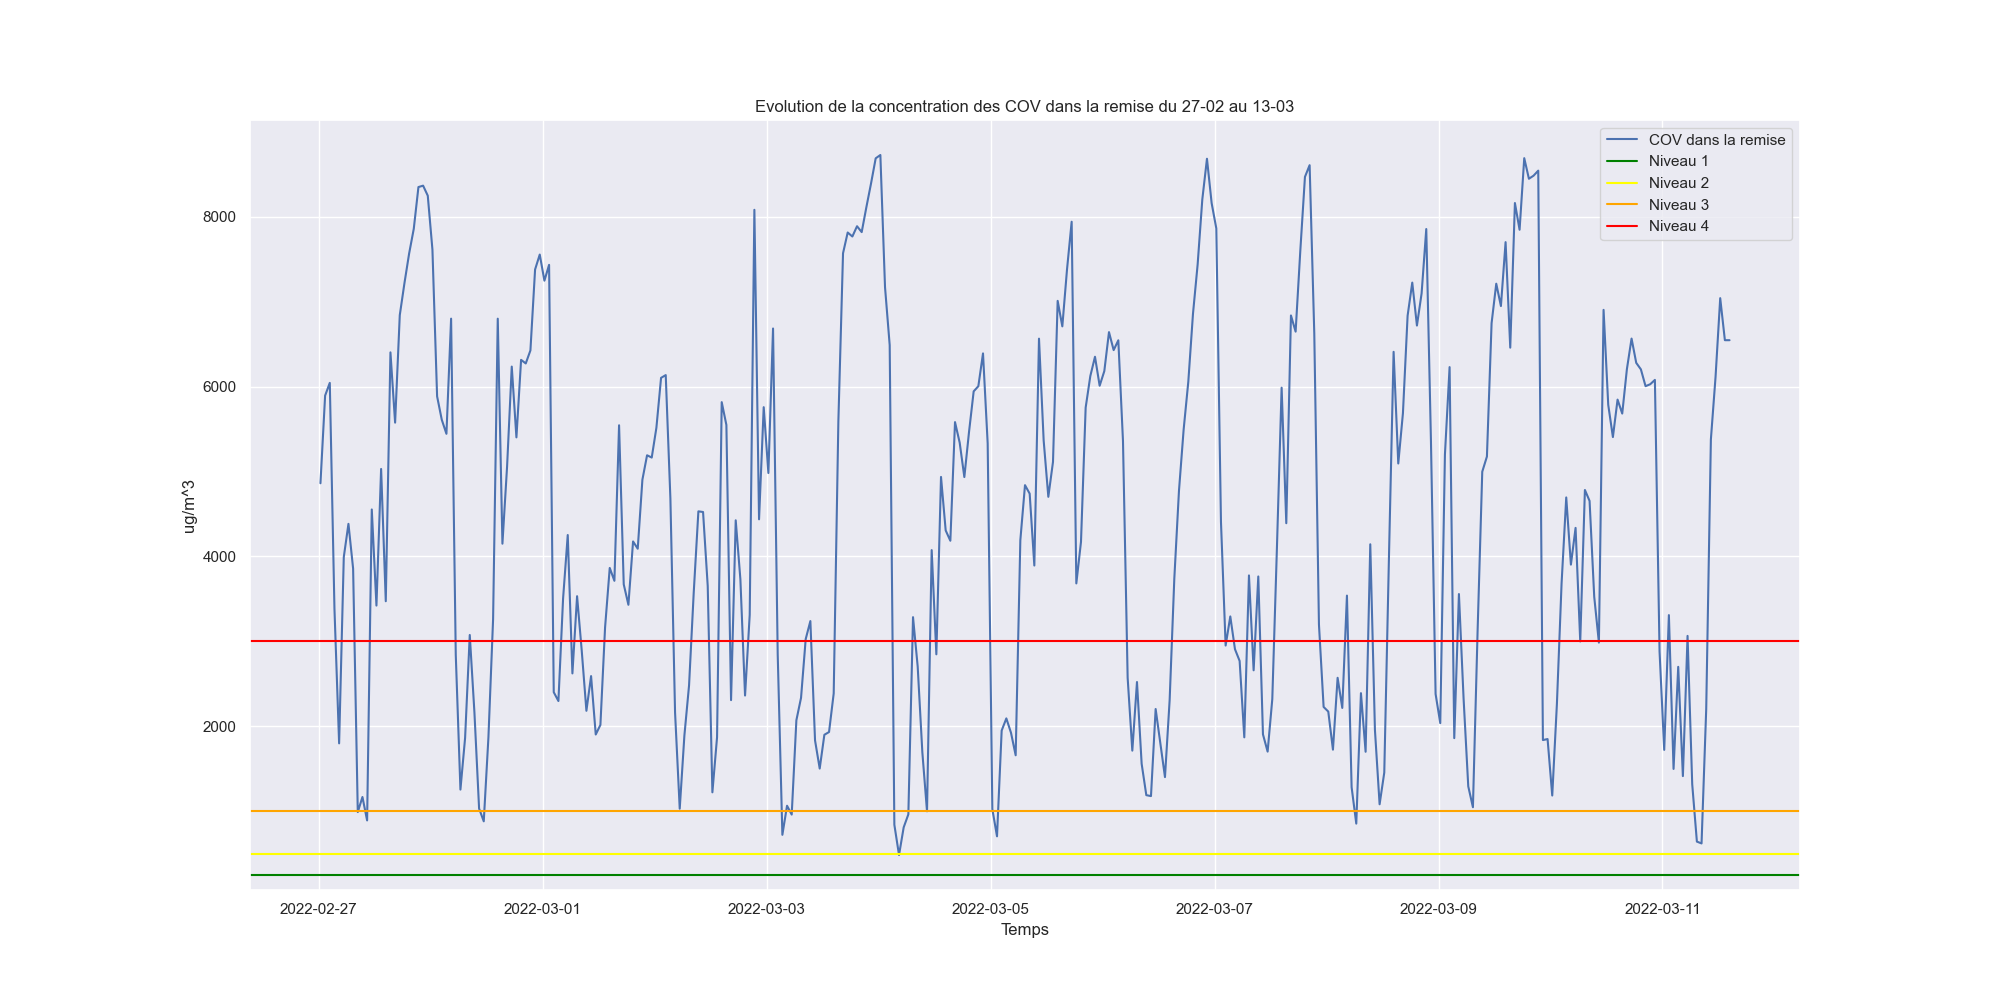 Evolution de la concentration des COV dans la remise du 27-02 au 13-03
COV dans la remise
Niveau 1
Niveau 2
Niveau 3
Niveau 4
8000
6000
4000
2000
ug/m^3
2022-02-27
2022-03-01
2022-03-03
2022-03-05
2022-03-07
2022-03-09
2022-03-11
Temps